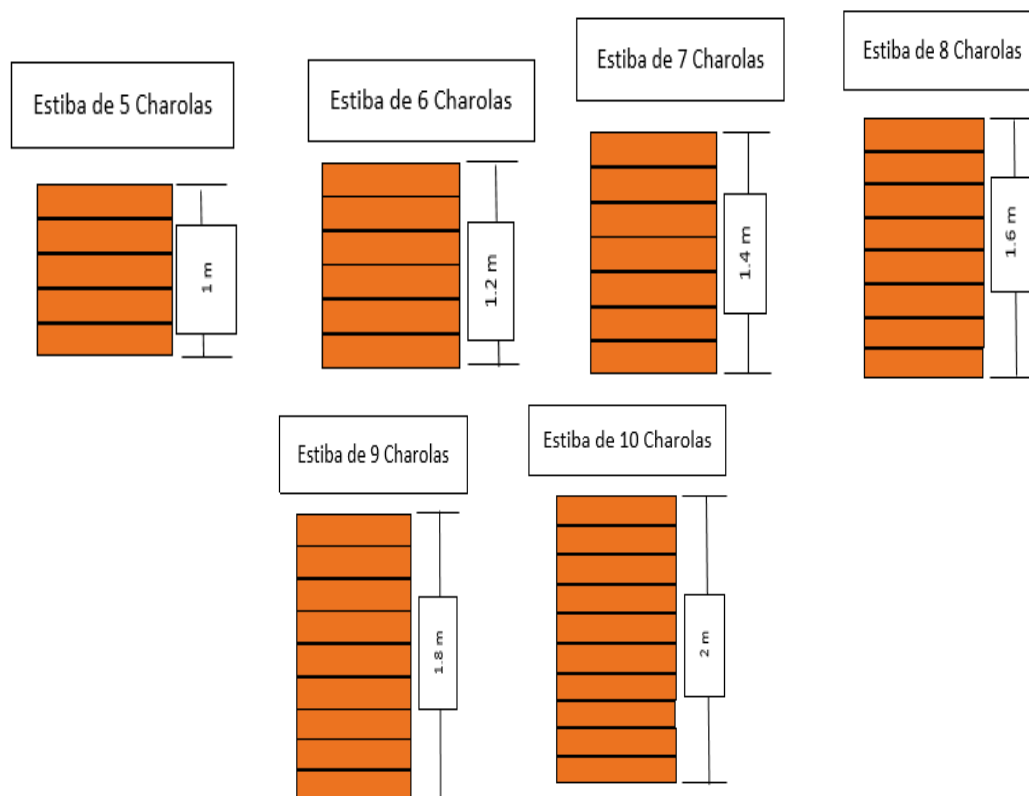 Estiba de 5 Charolas
Estiba de 6 Charolas
Estiba de 7 Charolas
Estiba de 8 Charolas
1 m
1.2 m
1.4 m
1.6 m
Estiba de 9 Charolas
Estiba de 10 Charolas
1.8 m
2 m